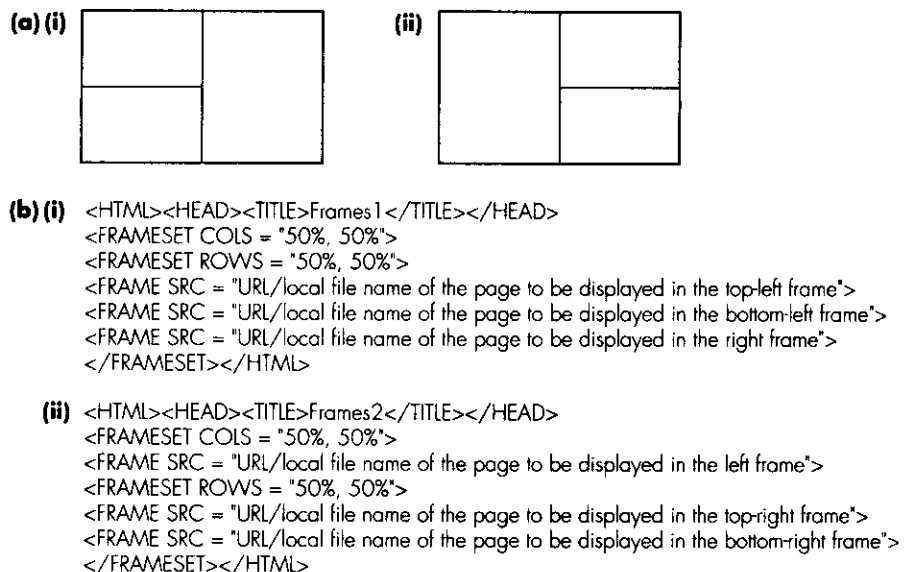 (a) (i)
(ii)
(b) (i) <HTML><HEAD><TITLE>Frames1</TITLE></HEAD>
<FRAMESET COLS = "50%, 50%">
<FRAMESET ROWS = "50%, 50%">
<FRAME SRC = "URL/local file name of the page to be displayed in the top-left frame">
<FRAME SRC = "URL/local file name of the page to be displayed in the bottom-left frame">
<FRAME SRC = "URL/local file name of the page to be displayed in the right frame">
</FRAMESET></HTML>
(ii) <HTML><HEAD><TITLE>Frames2</TITLE></HEAD>
<FRAMESET COLS = "50%, 50%">
<FRAME SRC = "URL/local file name of the page to be displayed in the left frame">
<FRAMESET ROWS = "50%, 50%">
<FRAME SRC = "URL/local file name of the page to be displayed in the top-right frame">
<FRAME SRC = "URL/local file name of the page to be displayed in the bottom-right frame">
</FRAMESET></HTML>